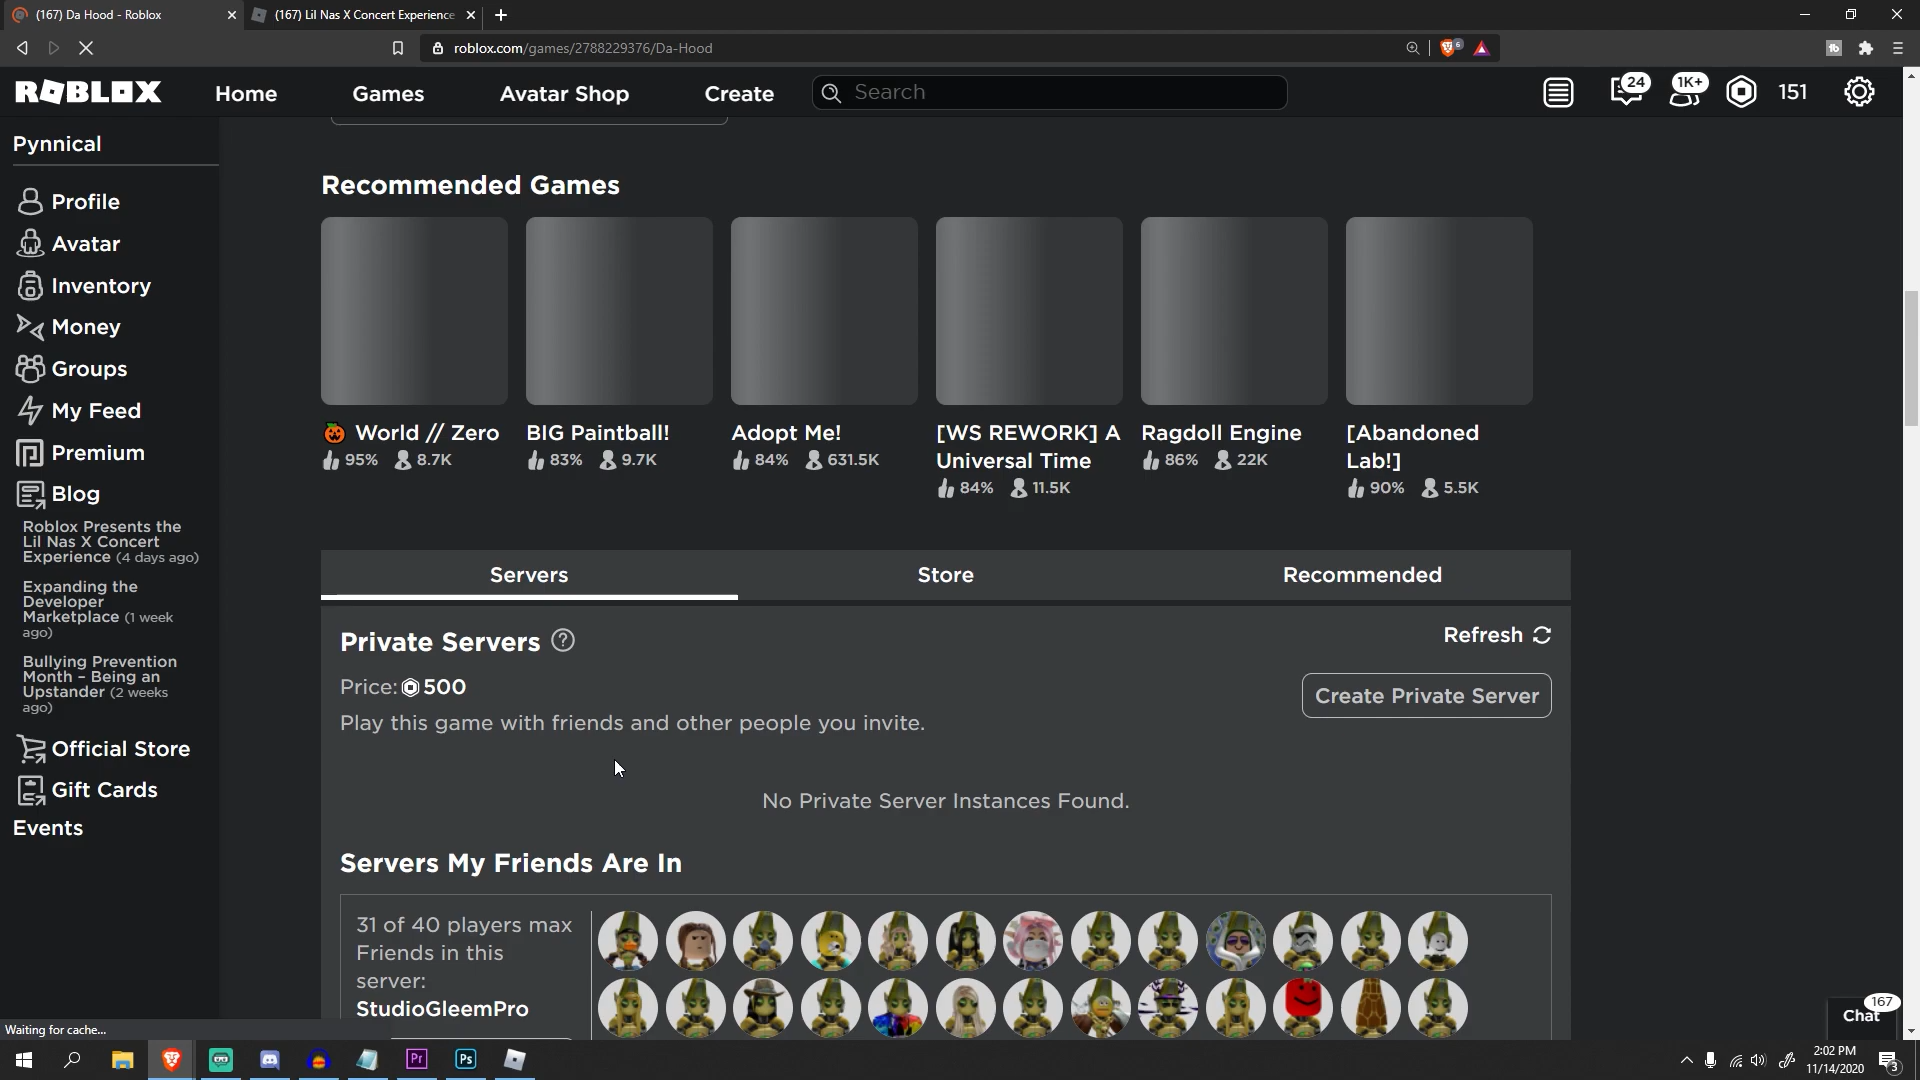 (167) Da Hood - Roblox
(167) Lil Nas X Concert Experience
roblox.com/games/2788229376/Da-Hood
6
ROBLOX
Home
Games
Avatar Shop
Create
Search
24
1K+
151
Pynnical
Profile
Avatar
Inventory
Money
Groups
My Feed
Premium
Blog
Roblox Presents the
Lil Nas X Concert
Experience (4 days ago)
Expanding the
Developer
Marketplace (1 week
ago)
Bullying Prevention
Month – Being an
Upstander (2 weeks
ago)
Official Store
Gift Cards
Events
Recommended Games
World // Zero
95% 8.7K
BIG Paintball!
83% 9.7K
Adopt Me!
84% 631.5K
[WS REWORK] A
Universal Time
84% 11.5K
Ragdoll Engine
86% 22K
[Abandoned
Lab!]
90% 5.5K
Servers
Store
Recommended
Private Servers
Refresh
Price: 500
Create Private Server
Play this game with friends and other people you invite.
No Private Server Instances Found.
Servers My Friends Are In
31 of 40 players max
Friends in this
server:
StudioGleemPro
167
Chat
Waiting for cache...
Pr
Ps
2:02 PM
11/14/2020
3